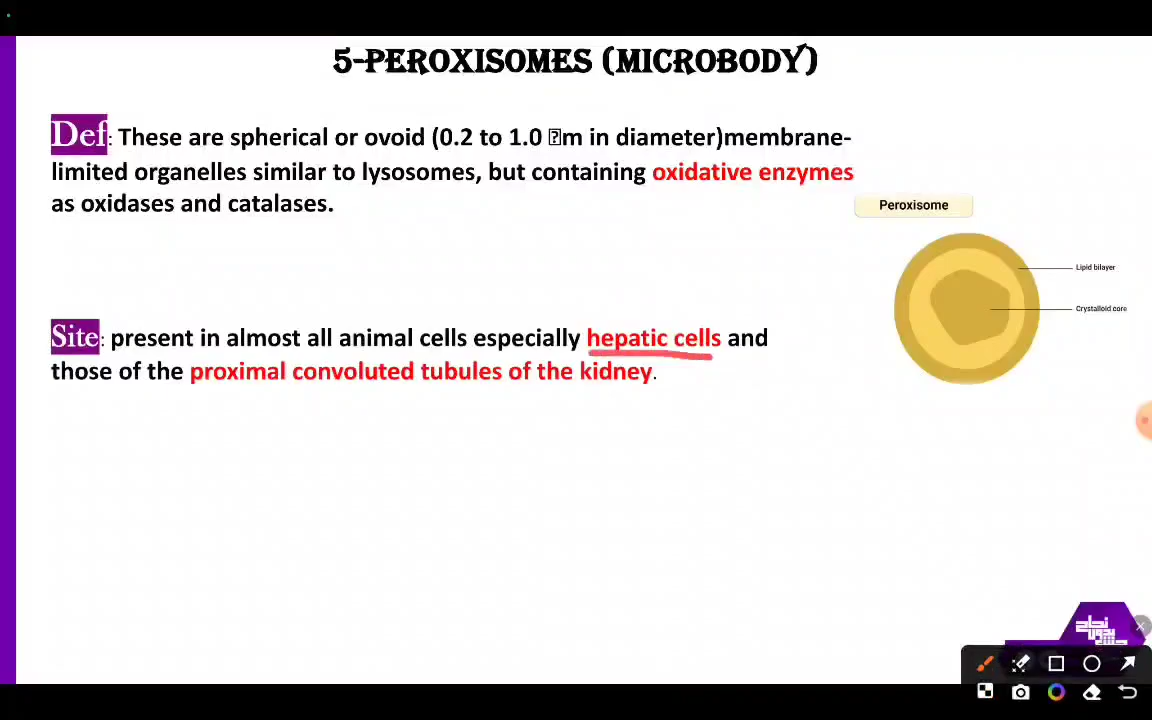 5-PEROXISOMES (MICROBODY)
Def: These are spherical or ovoid (0.2 to 1.0 �m in diameter)membrane-
limited organelles similar to lysosomes, but containing oxidative enzymes
as oxidases and catalases.
Peroxisome
Lipid bilayer
Crystalloid core
Site: present in almost all animal cells especially hepatic cells and
those of the proximal convoluted tubules of the kidney.